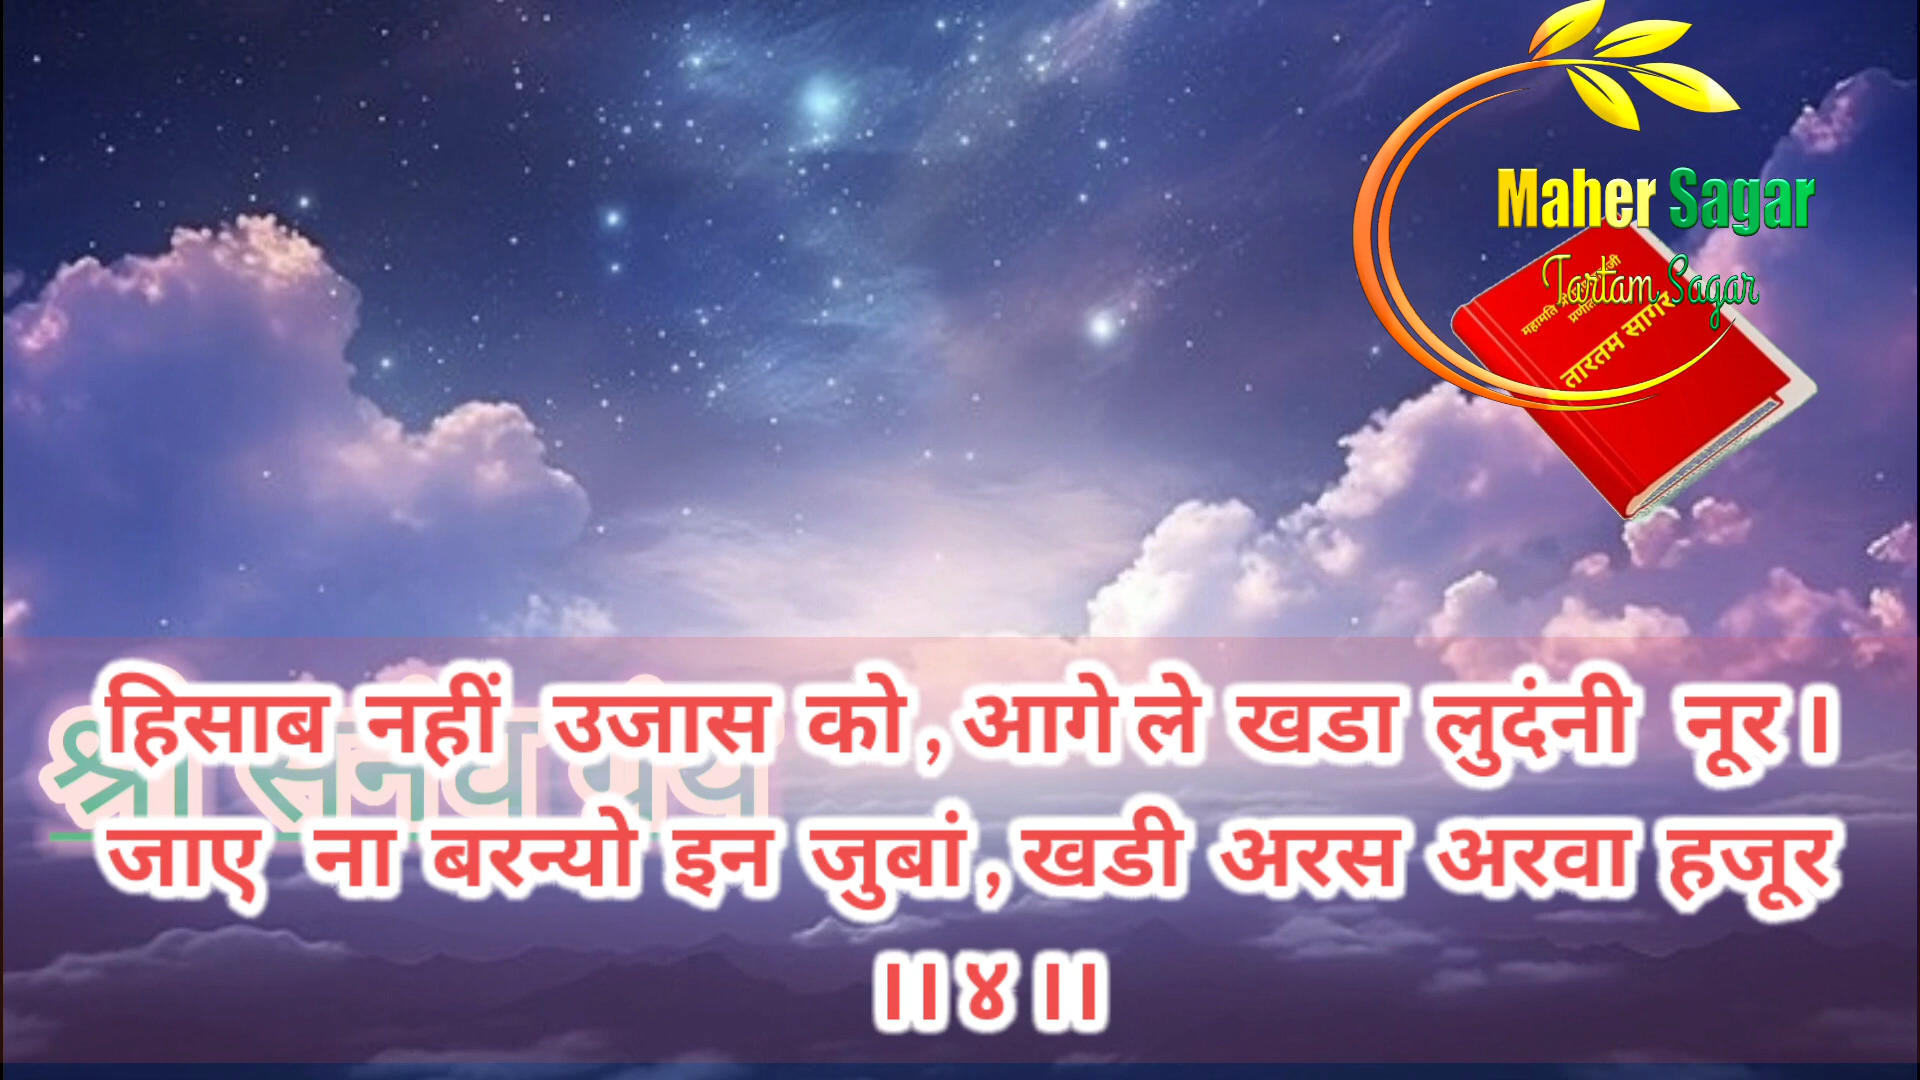 Maher Sagar
Tartam Sagar
तारतम सागर
हिसाब नहीं उजास को , आगे ले खडा लुदंनी नूर ।
जाए ना बरन्यो इन जुबां , खडी अरस अरवा हजूर
।। ४ ।।